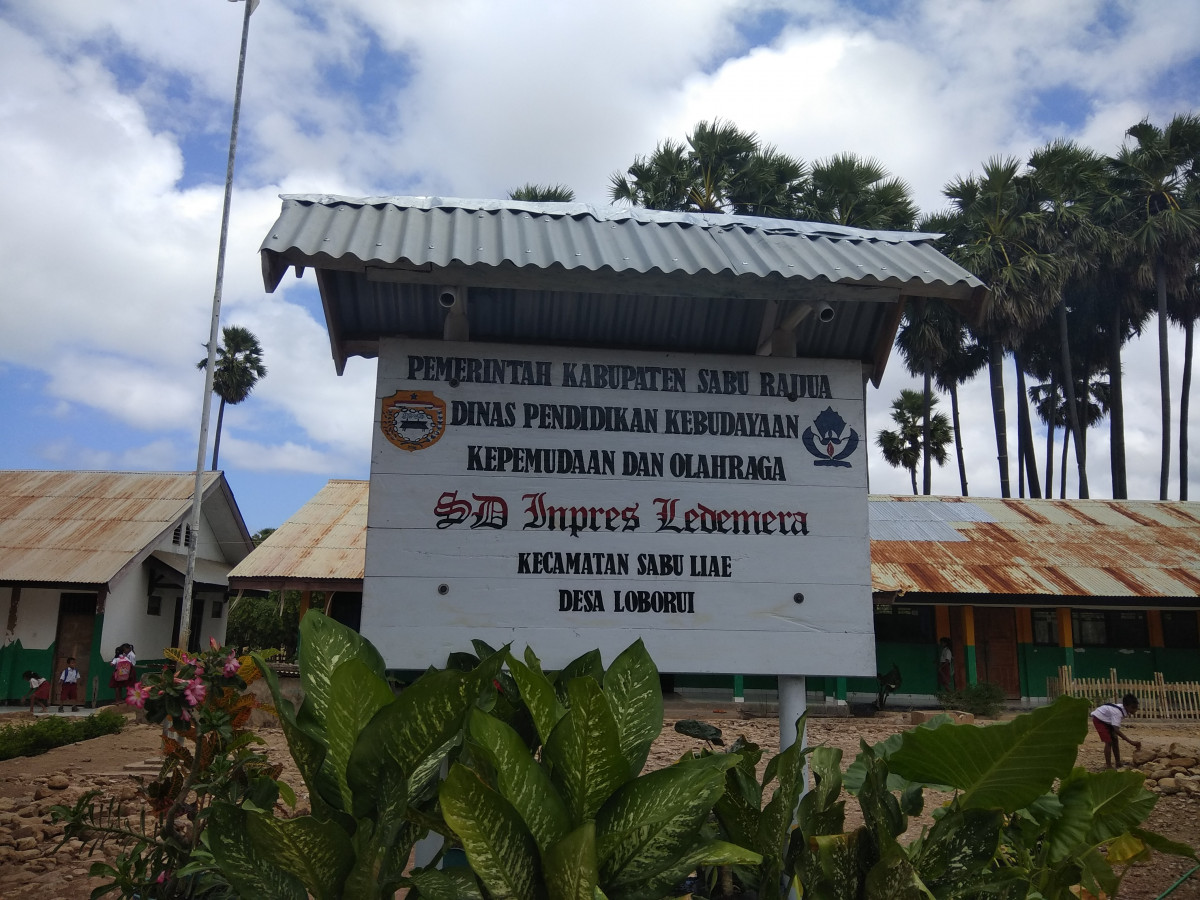 PEMERINTAH KABUPATEN SABU RAIJUA
DINAS PENDIDIKAN KEBUDAYAAN
KEPEMUDAAN DAN OLAHRAGA
SD Inpres Ledemera
KECAMATAN SABU LIAE
DESA LOBORUI